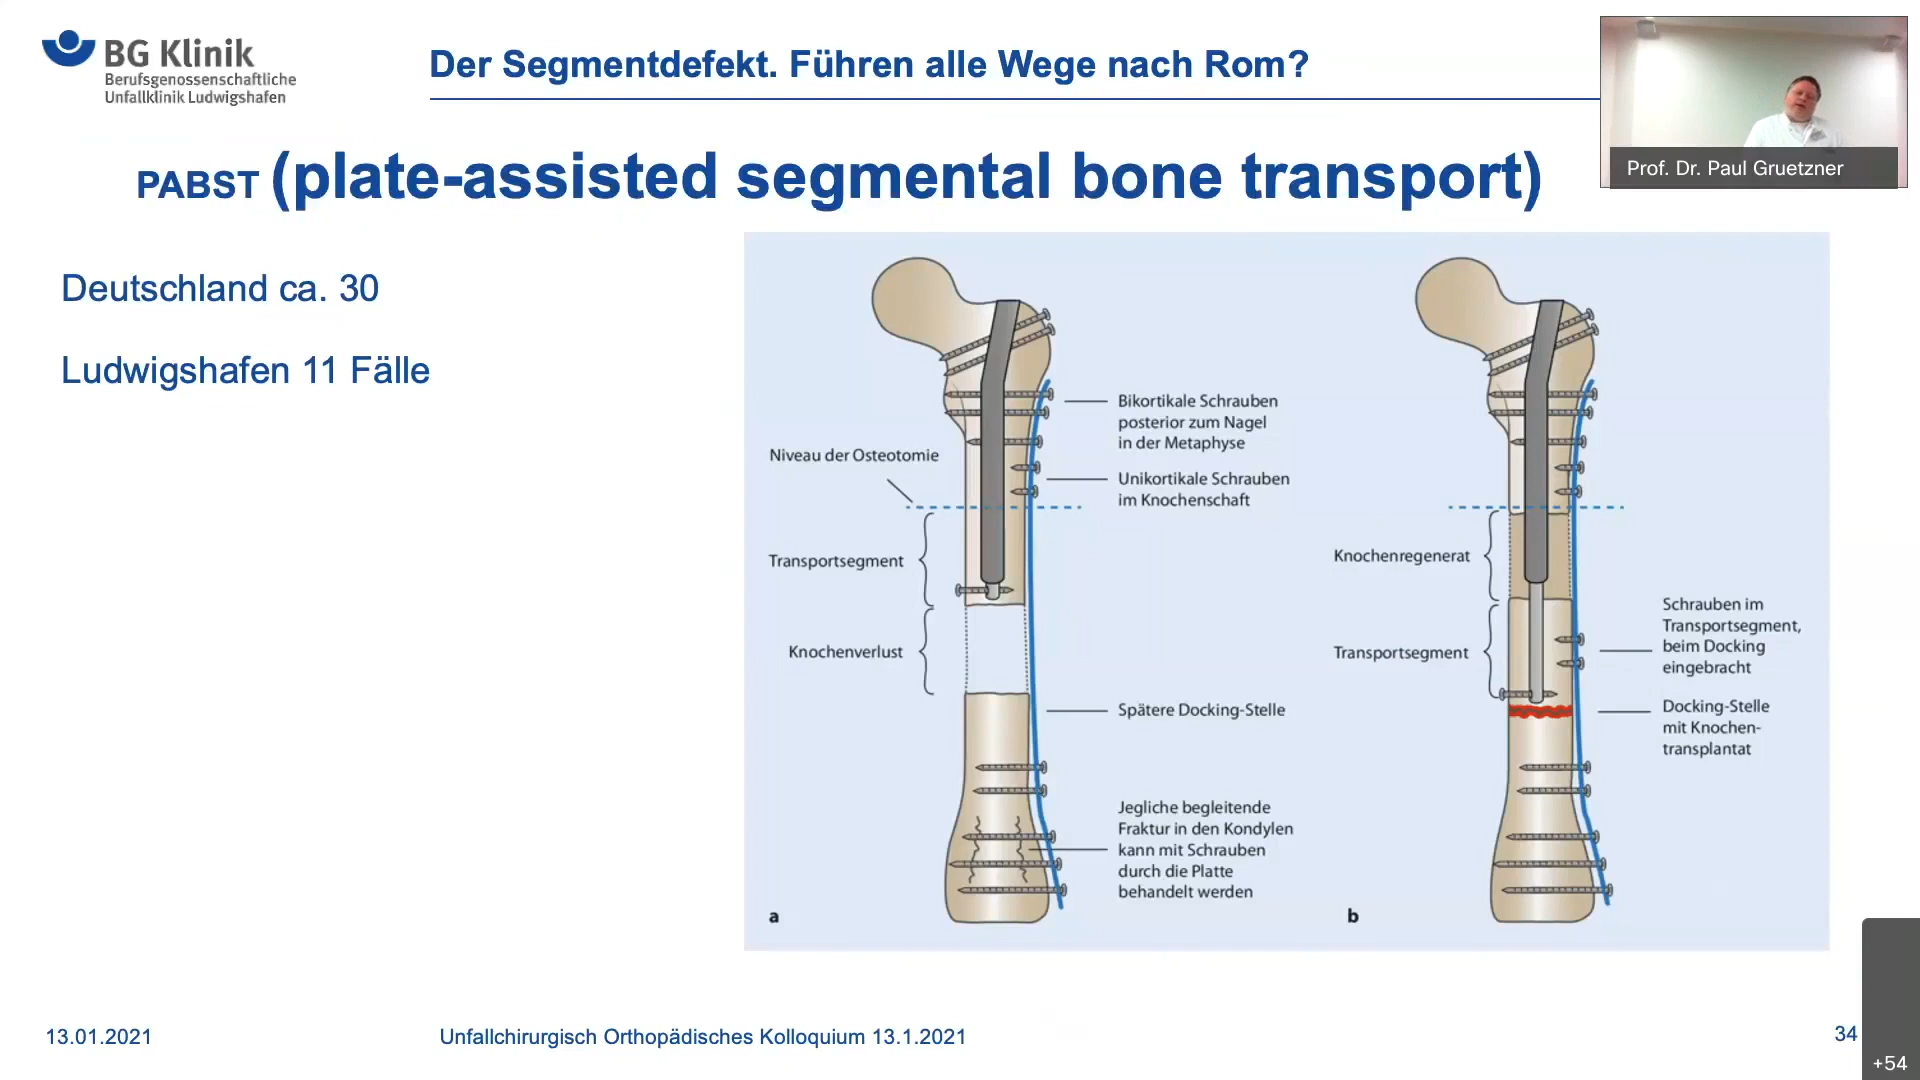 BG Klinik
Berufsgenossenschaftliche
Unfallklinik Ludwigshafen
Der Segmentdefekt. Führen alle Wege nach Rom?
Prof. Dr. Paul Gruetzner
PABST (plate-assisted segmental bone transport)
Deutschland ca. 30
Ludwigshafen 11 Fälle
Niveau der Osteotomie
Transportsegment
Knochenverlust
Bikortikale Schrauben
posterior zum Nagel
in der Metaphyse
Unikortikale Schrauben
im Knochenschaft
Spätere Docking-Stelle
Jegliche begleitende
Fraktur in den Kondylen
kann mit Schrauben
durch die Platte
behandelt werden
a
Knochenregenerat
Transportsegment
Schrauben im
Transportsegment,
beim Docking
eingebracht
Docking-Stelle
mit Knochen-
transplantat
b
13.01.2021
Unfallchirurgisch Orthopädisches Kolloquium 13.1.2021
34
+54